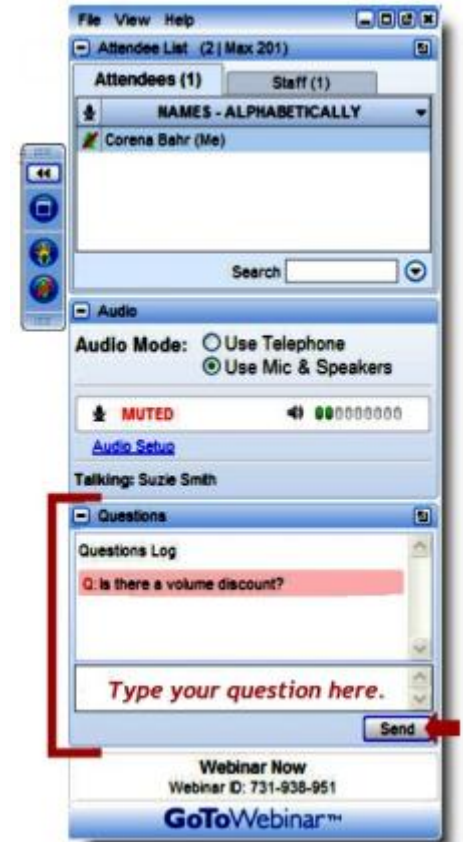 File View Help
Attendee List (2 | Max 201)
Attendees (1) Staff (1)
NAMES - ALPHABETICALLY
Corena Bahr (Me)
Search
Audio
Audio Mode: Use Telephone
Use Mic & Speakers
MUTED
Audio Setup
Talking: Suzie Smith
Questions
Questions Log
Q: Is there a volume discount?
Type your question here.
Send
Webinar Now
Webinar ID: 731-938-951
GoToWebinar™